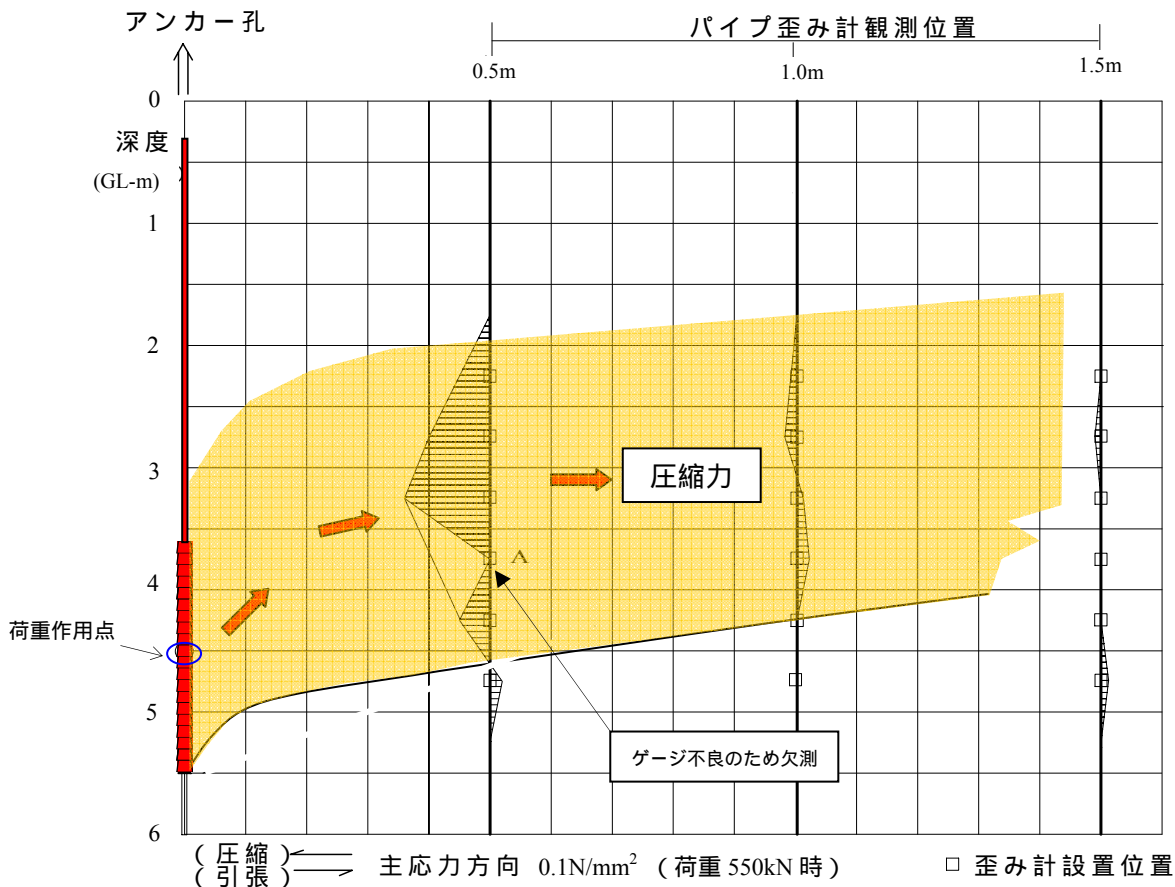 アンカー孔
パイプ歪み計観測位置
0.5m
1.0m
1.5m
0
深度
(GL-m)
1
2
3
圧縮力
A
4
荷重作用点
5
ゲージ不良のため欠測
6
(圧縮)
(引張)
主応力方向 0.1N/mm² (荷重 550kN 時)
□ 歪み計設置位置